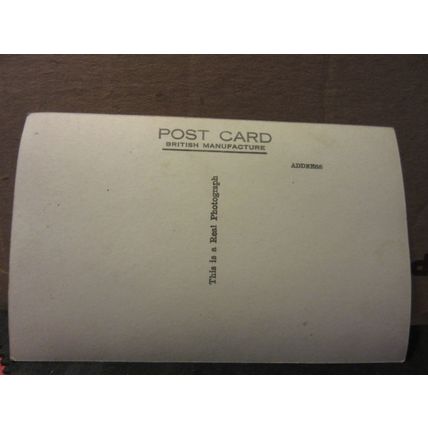 POST CARD
BRITISH MANUFACTURE
ADDRESS
This is a Real Photograph